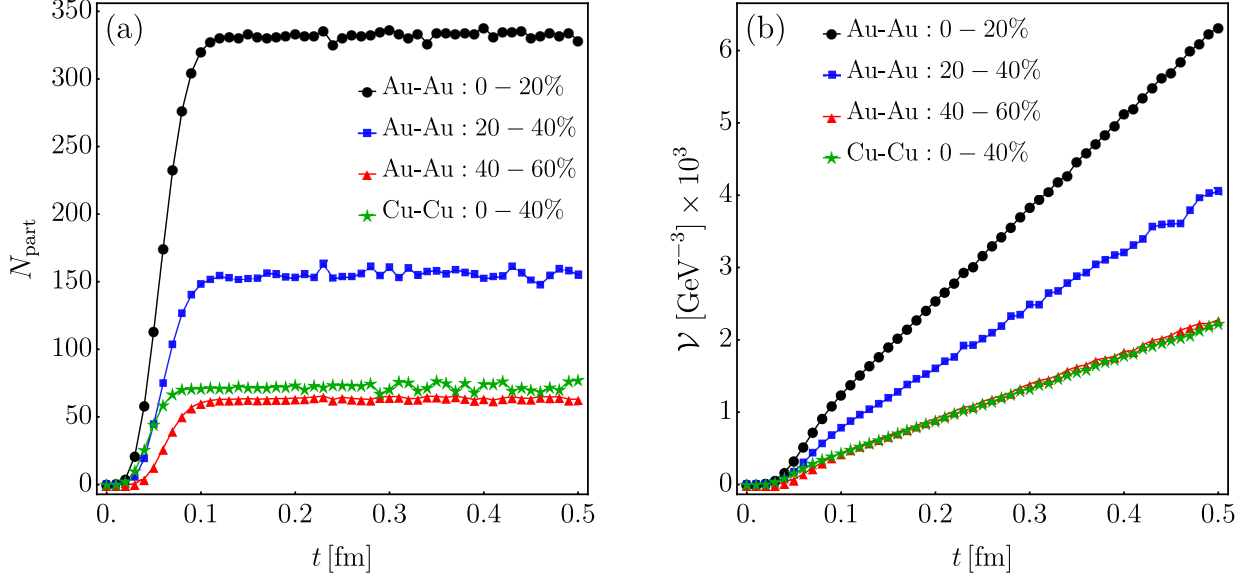 (a)
350
300
250
200
150
100
50
0
N_part
Au-Au : 0 − 20%
Au-Au : 20 − 40%
Au-Au : 40 − 60%
Cu-Cu : 0 − 40%
0. 0.1 0.2 0.3 0.4 0.5
t [fm]
(b)
6
5
4
3
2
1
0
𝒱 [GeV⁻³] × 10³
Au-Au : 0 − 20%
Au-Au : 20 − 40%
Au-Au : 40 − 60%
Cu-Cu : 0 − 40%
0. 0.1 0.2 0.3 0.4 0.5
t [fm]